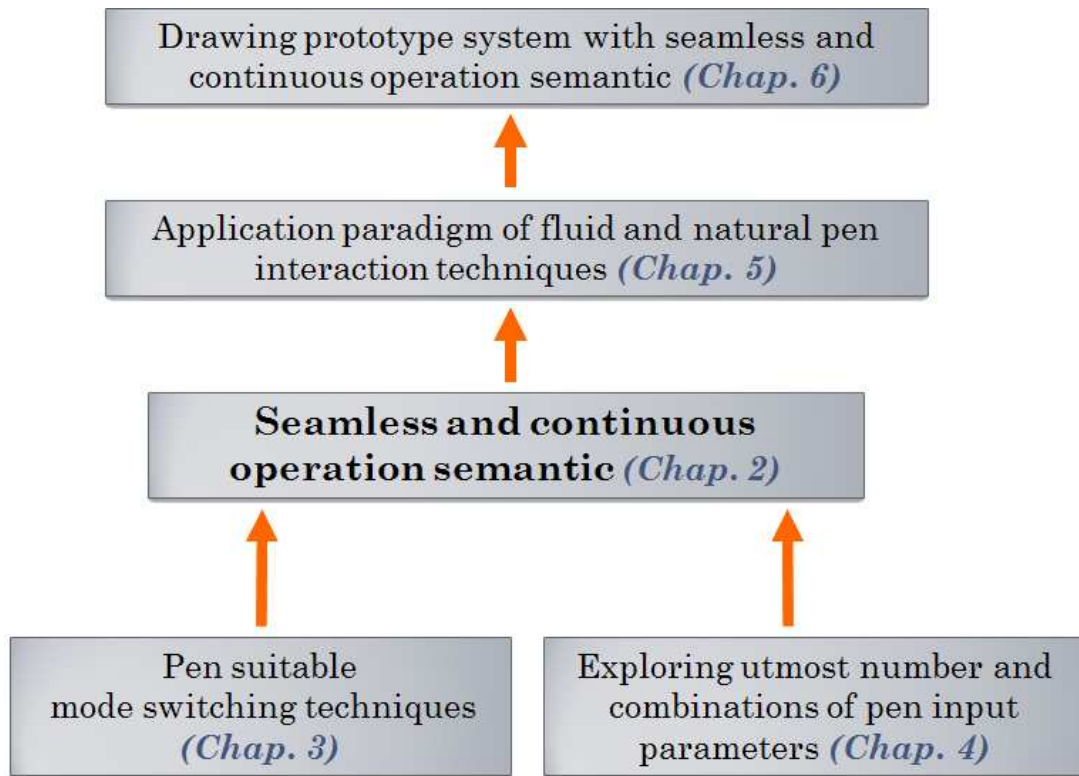 Drawing prototype system with seamless and
continuous operation semantic (Chap. 6)
Application paradigm of fluid and natural pen
interaction techniques (Chap. 5)
Seamless and continuous
operation semantic (Chap. 2)
Pen suitable
mode switching techniques
(Chap. 3)
Exploring utmost number and
combinations of pen input
parameters (Chap. 4)